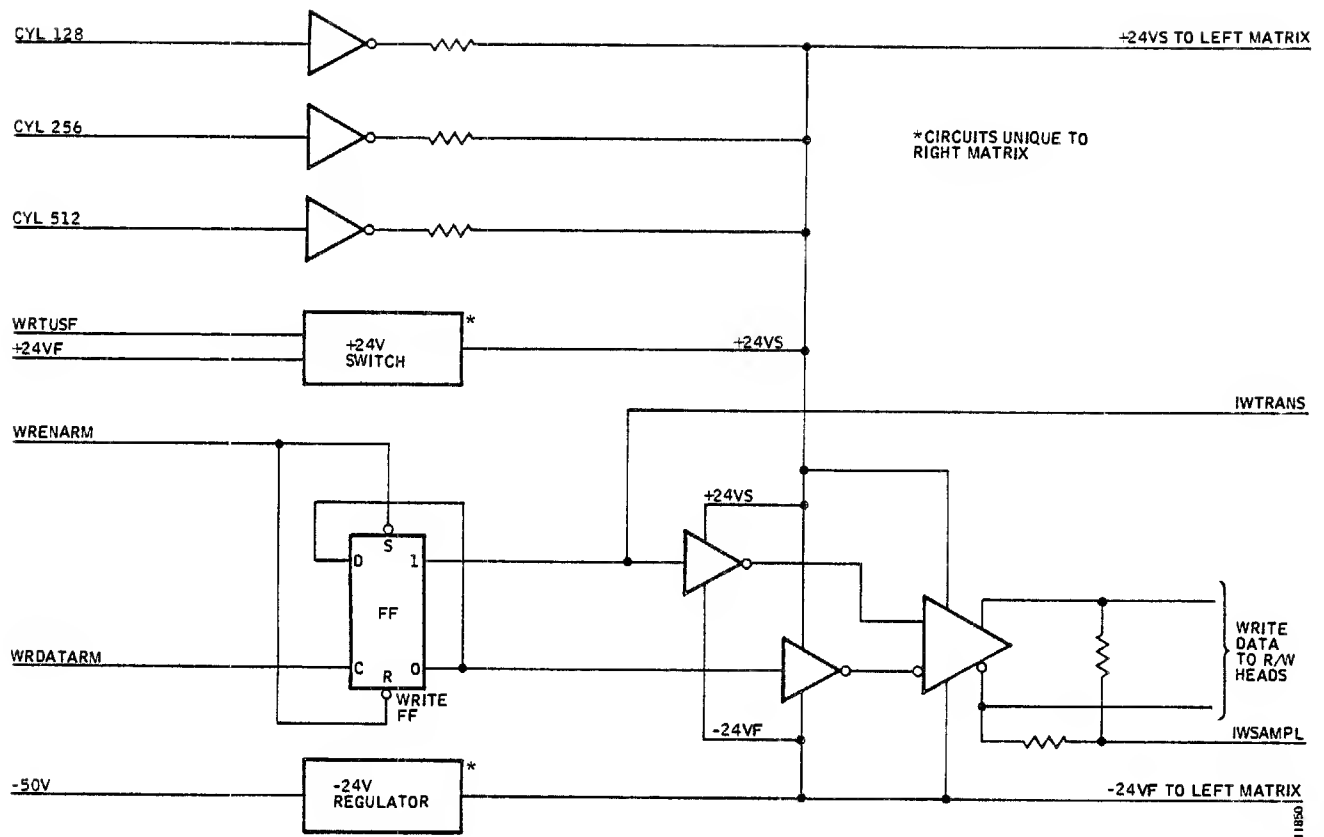 CYL 128
+24VS TO LEFT MATRIX
CYL 256
*CIRCUITS UNIQUE TO
RIGHT MATRIX
CYL 512
WRTUSF
+24VF
*
+24V
SWITCH
+24VS
IWTRANS
WRENARM
+24VS
S
D
1
FF
WRDATARM
C
0
R
WRITE
FF
WRITE
DATA
TO R/W
HEADS
-24VF
IWSAMPL
-50V
*
-24V
REGULATOR
-24VF TO LEFT MATRIX
11850